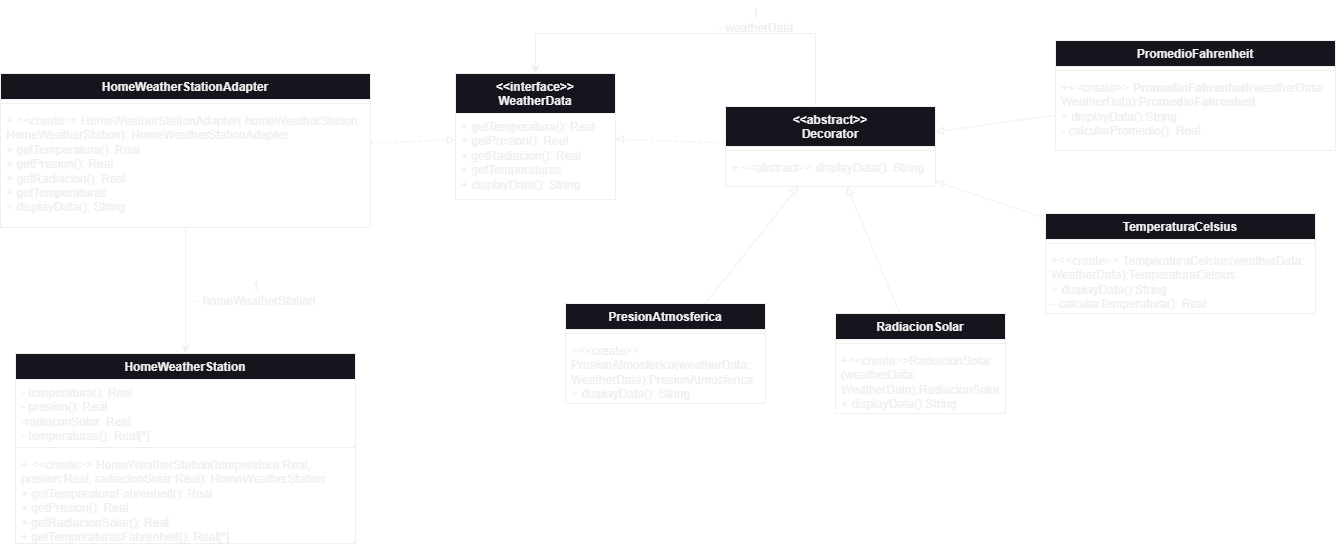 1
- weatherData
HomeWeatherStationAdapter
+ <<create>> HomeWeatherStationAdapter( homeWeatherStation:
HomeWeatherStation): HomeWeatherStationAdapter
+ getTemperatura(): Real
+ getPresion(): Real
+ getRadiacion(): Real
+ getTemperaturas
+ displayData(): String
<<interface>>
WeatherData
+ getTemperatura(): Real
+ getPresion(): Real
+ getRadiacion(): Real
+ getTemperaturas
+ displayData(): String
<<abstract>>
Decorator
+ <<abstract>> displayData(): String
PromedioFahrenheit
+<<create>> PromedioFahrenheit(weatherData:
WeatherData):PromedioFahrenheit
+ displayData():String
- calcularPromedio(): Real
TemperaturaCelsius
+<<create>> TemperaturaCelsius(weatherData:
WeatherData):TemperaturaCelsius
+ displayData():String
- calcularTemperatura(): Real
1
- homeWeatherStation
PresionAtmosferica
+<<create>>
PresionAtmosferica(weatherData:
WeatherData):PresionAtmosferica
+ displayData(): String
RadiacionSolar
+<<create>>RadiacionSolar
(weatherData:
WeatherData):RadiacionSolar
+ displayData():String
HomeWeatherStation
- temperatura(): Real
- presion(): Real
-radiaconSolar: Real
- temperaturas(): Real[*]
+ <<create>> HomeWeatherStation(temperatura:Real,
presion:Real, radiacionSolar:Real): HomeWeatherStation
+ getTemperaturaFahrenheit(): Real
+ getPresion(): Real
+ getRadiacionSolar(): Real
+ getTemperaturasFahrenheit(): Real[*]